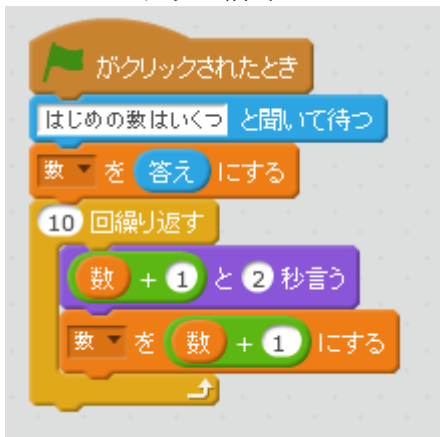 がクリックされたとき
はじめの数はいくつ と聞いて待つ
数 を 答え にする
10 回繰り返す
数 + 1 と 2 秒言う
数 を 数 + 1 にする